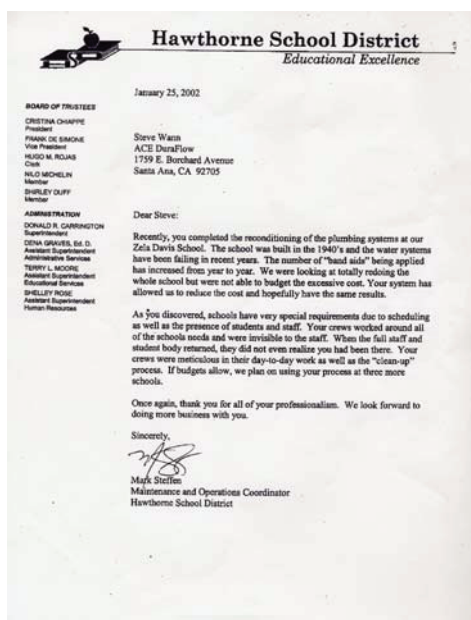 Hawthorne School District
Educational Excellence
January 25, 2002
BOARD OF TRUSTEES
CRISTINA CHIAPPE
President
FRANK DE SIMONE
Vice President
HUGO M. ROJAS
Clerk
NILO MICHELIN
Member
SHIRLEY DUFF
Member
ADMINISTRATION
DONALD R. CARRINGTON
Superintendent
DENA GRAVES, Ed. D.
Assistant Superintendent
Administrative Services
TERRY L. MOORE
Assistant Superintendent
Educational Services
SHELLEY ROSE
Assistant Superintendent
Human Resources
Steve Wann
ACE DuraFlow
1759 E. Borchard Avenue
Santa Ana, CA 92705
Dear Steve:
Recently, you completed the reconditioning of the plumbing systems at our
Zela Davis School. The school was built in the 1940's and the water systems
have been failing in recent years. The number of "band aids" being applied
has increased from year to year. We were looking at totally redoing the
whole school but were not able to budget the excessive cost. Your system has
allowed us to reduce the cost and hopefully have the same results.
As you discovered, schools have very special requirements due to scheduling
as well as the presence of students and staff. Your crews worked around all
of the schools needs and were invisible to the staff. When the full staff and
student body returned, they did not even realize you had been there. Your
crews were meticulous in their day-to-day work as well as the "clean-up"
process. If budgets allow, we plan on using your process at three more
schools.
Once again, thank you for all of your professionalism. We look forward to
doing more business with you.
Sincerely,
Mark Steffen
Maintenance and Operations Coordinator
Hawthorne School District